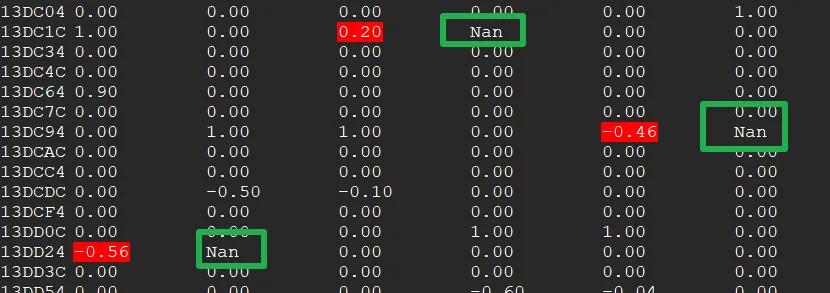 13DC04 0.00 0.00 0.00 0.00 0.00 1.00
13DC1C 1.00 0.00 0.20 Nan 0.00 0.00
13DC34 0.00 0.00 0.00 0.00 0.00 0.00
13DC4C 0.00 0.00 0.00 0.00 0.00 0.00
13DC64 0.90 0.00 0.00 0.00 0.00 0.00
13DC7C 0.00 0.00 0.00 0.00 0.00 0.00
13DC94 0.00 1.00 1.00 0.00 -0.46 Nan
13DCAC 0.00 0.00 0.00 0.00 0.00 0.00
13DCC4 0.00 0.00 0.00 0.00 0.00 0.00
13DCDC 0.00 -0.50 -0.10 0.00 0.00 0.00
13DCF4 0.00 0.00 0.00 0.00 0.00 0.00
13DD0C 0.00 0.00 0.00 1.00 1.00 0.00
13DD24 -0.56 Nan 0.00 0.00 0.00 0.00
13DD3C 0.00 0.00 0.00 0.00 0.00 0.00
13DD54 0.00 0.00 0.00 -0.60 -0.04 0.00